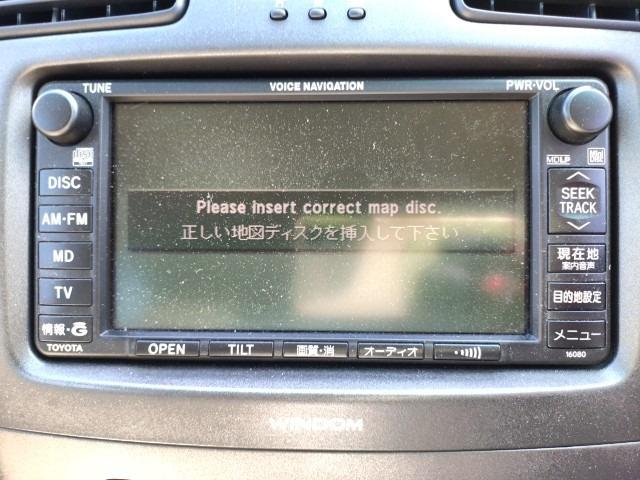 TUNE
VOICE NAVIGATION
PWR·VOL
MDLP
DISC
AM·FM
MD
TV
情報·G
TOYOTA
Please insert correct map disc.
正しい地図ディスクを挿入して下さい
SEEK
TRACK
現在地
案内音声
目的地設定
メニュー
16080
OPEN
TILT
画質·消
オーディオ
WINDOM